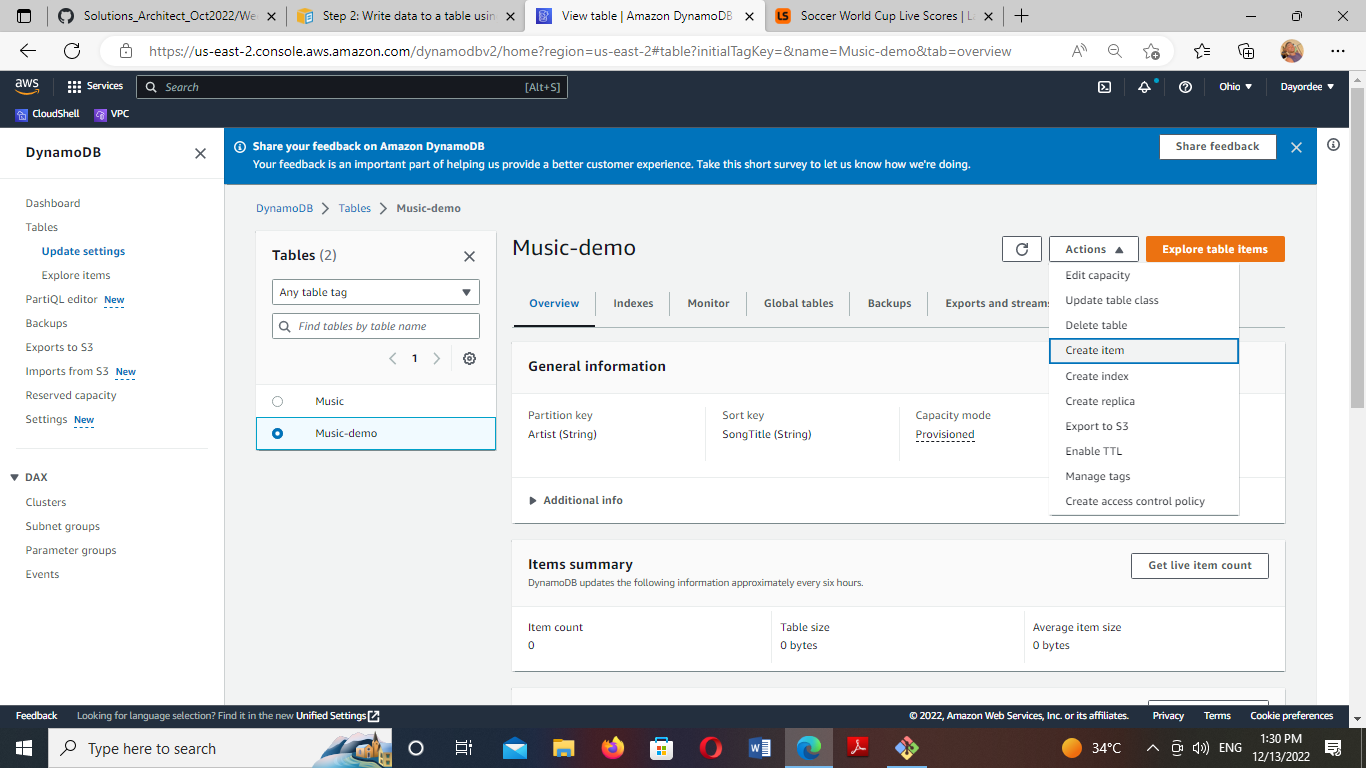 Solutions_Architect_Oct2022/We
Step 2: Write data to a table usin
View table | Amazon DynamoDB
LS
Soccer World Cup Live Scores | La
https://us-east-2.console.aws.amazon.com/dynamodbv2/home?region=us-east-2#table?initialTagKey=&name=Music-demo&tab=overview
aws
Services
Search
[Alt+S]
Ohio
Dayordee
CloudShell
VPC
DynamoDB
Share your feedback on Amazon DynamoDB
Your feedback is an important part of helping us provide a better customer experience. Take this short survey to let us know how we're doing.
Share feedback
Dashboard
Tables
Update settings
Explore items
PartiQL editor New
Backups
Exports to S3
Imports from S3 New
Reserved capacity
Settings New
DAX
Clusters
Subnet groups
Parameter groups
Events
DynamoDB
Tables
Music-demo
Tables (2)
Any table tag
Find tables by table name
1
Music
Music-demo
Music-demo
Actions
Explore table items
Overview
Indexes
Monitor
Global tables
Backups
Exports and streams
Edit capacity
Update table class
Delete table
Create item
Create index
Create replica
Export to S3
Enable TTL
Manage tags
Create access control policy
General information
Partition key
Artist (String)
Sort key
SongTitle (String)
Capacity mode
Provisioned
Additional info
Items summary
DynamoDB updates the following information approximately every six hours.
Get live item count
Item count
0
Table size
0 bytes
Average item size
0 bytes
Feedback
Looking for language selection? Find it in the new Unified Settings
© 2022, Amazon Web Services, Inc. or its affiliates.
Privacy
Terms
Cookie preferences
Type here to search
34°C
ENG
1:30 PM
12/13/2022